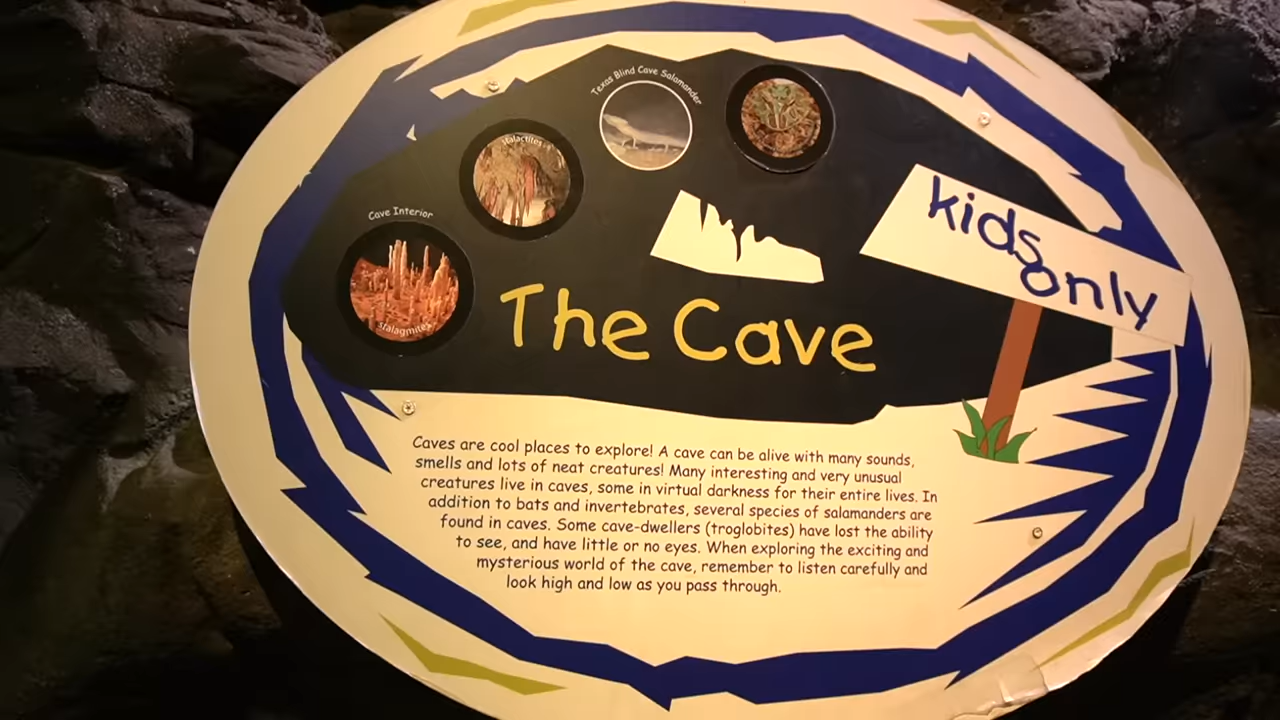 Texas Blind Cave Salamander
stalactites
Cave Interior
stalagmites
kids
only
The Cave
Caves are cool places to explore! A cave can be alive with many sounds,
smells and lots of neat creatures! Many interesting and very unusual
creatures live in caves, some in virtual darkness for their entire lives. In
addition to bats and invertebrates, several species of salamanders are
found in caves. Some cave-dwellers (troglobites) have lost the ability
to see, and have little or no eyes. When exploring the exciting and
mysterious world of the cave, remember to listen carefully and
look high and low as you pass through.